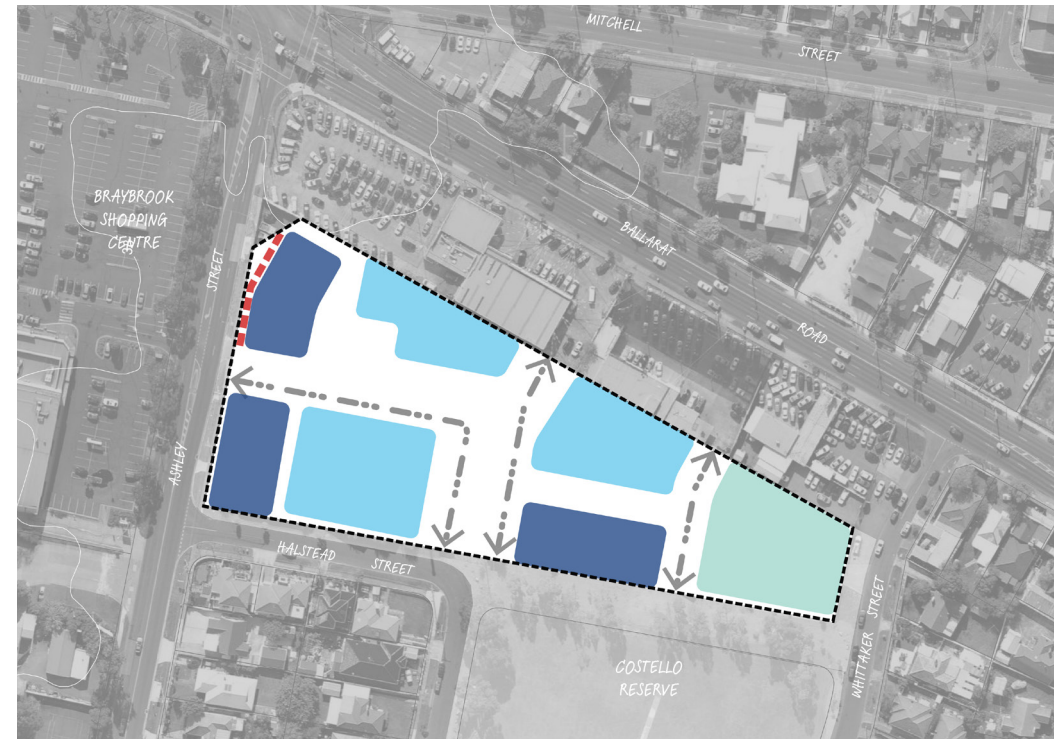 MITCHELL
STREET
BRAYBROOK
SHOPPING
CENTRE
STREET
BALLARAT
ROAD
ASHLEY
HALSTEAD
STREET
COSTELLO
RESERVE
WHITTAKER
STREET